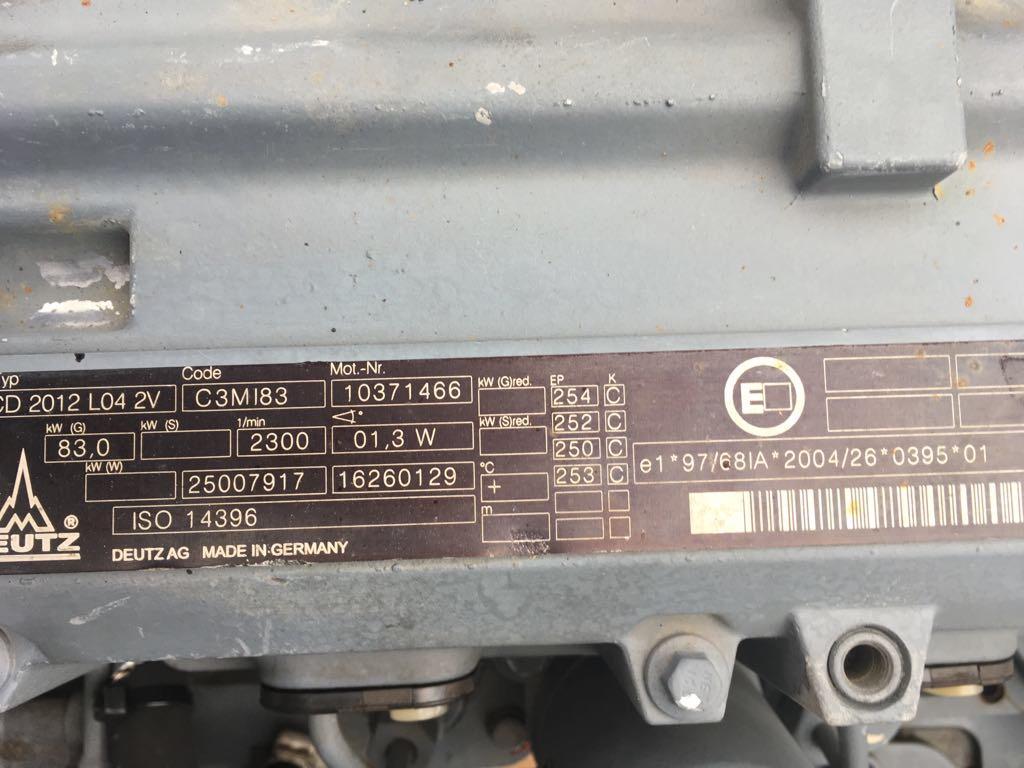 yp Code Mot.-Nr.
CD 2012 L04 2V C3MI83 10371466
kW (G) kW (S) 1/min ◁°
83,0 2300 01,3 W
kW (W)
25007917 16260129
ISO 14396
EUTZ ®
DEUTZ AG MADE IN GERMANY
kW (G)red.
kW (S)red.
°C
+
m
EP K
254 C
252 C
250 C
253 C
E
e1*97/68IA*2004/26*0395*01